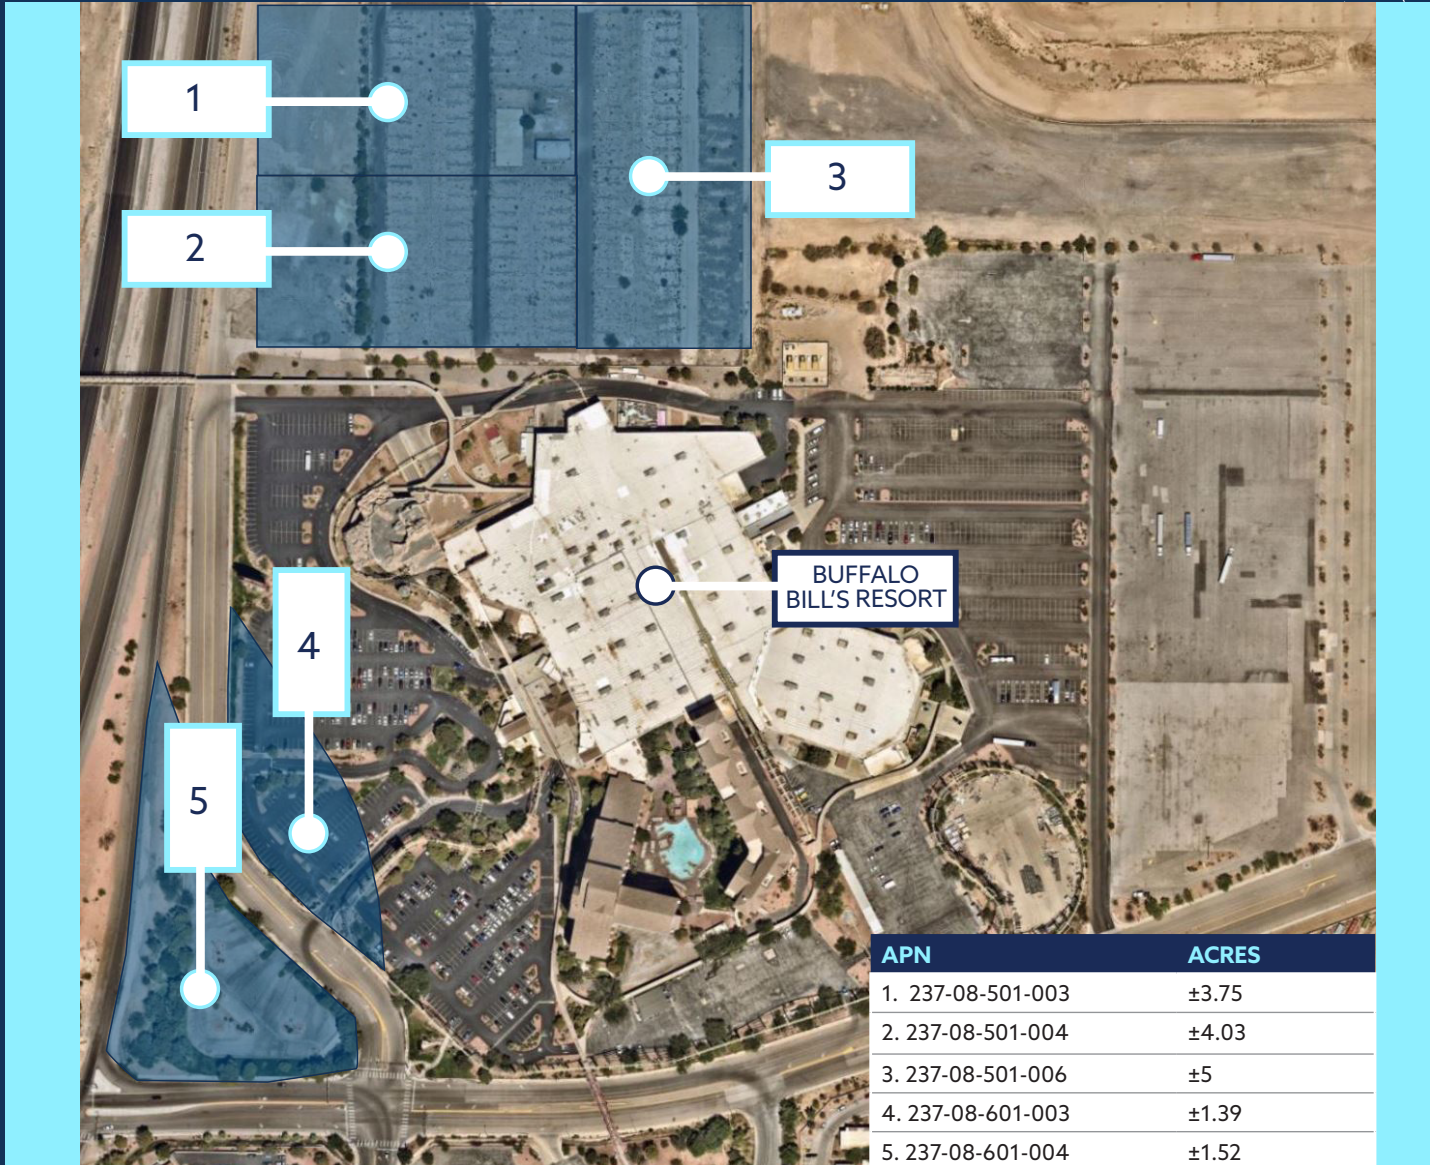 1
2
3
BUFFALO
BILL'S RESORT
4
5
APN ACRES
1. 237-08-501-003 ±3.75
2. 237-08-501-004 ±4.03
3. 237-08-501-006 ±5
4. 237-08-601-003 ±1.39
5. 237-08-601-004 ±1.52